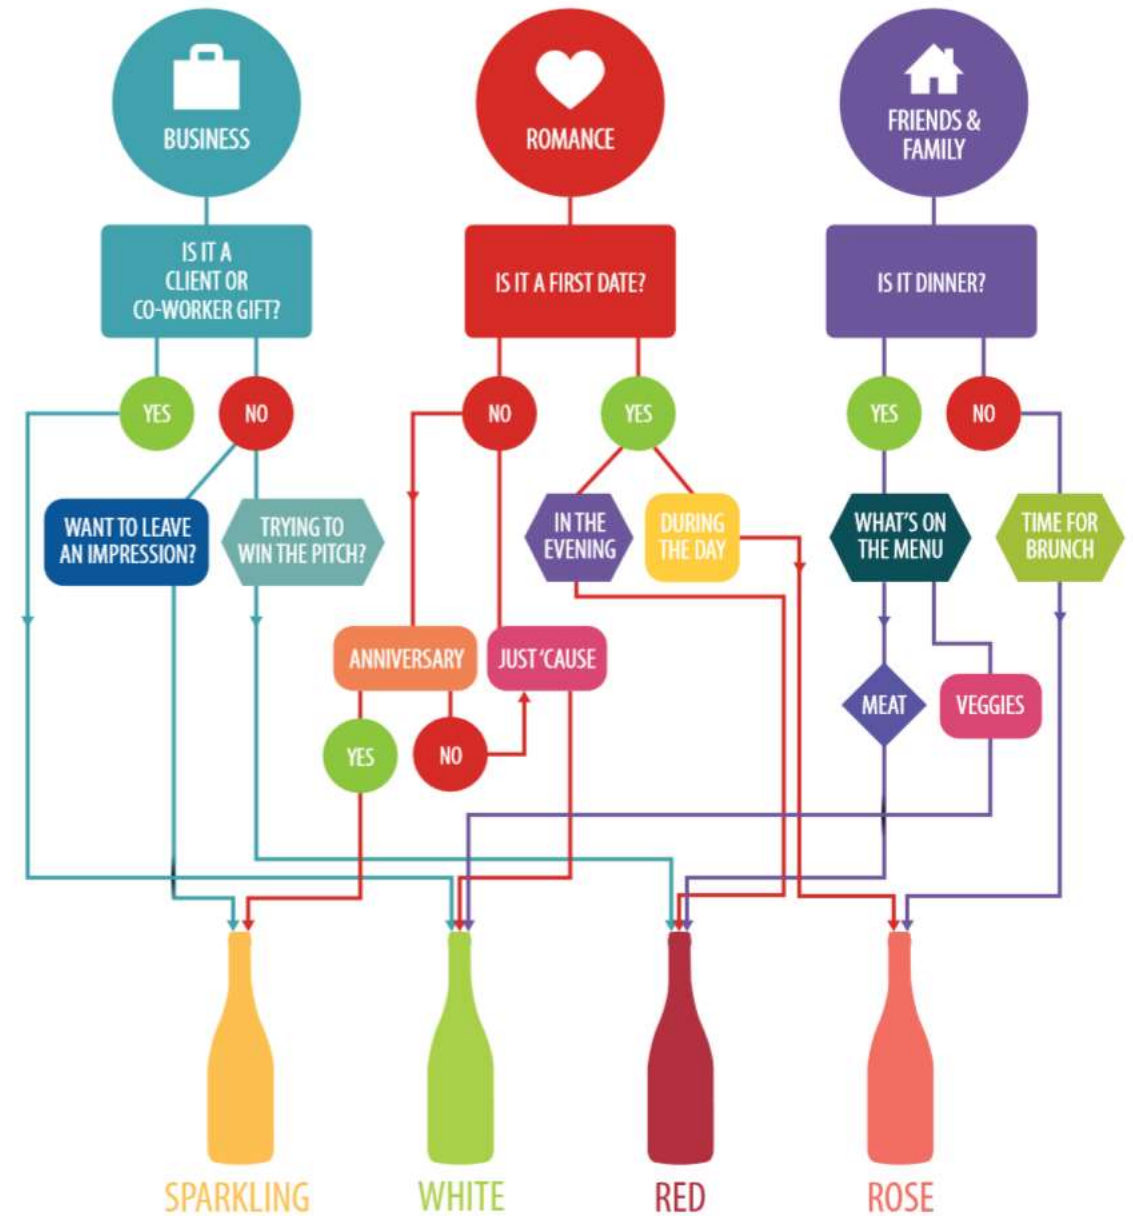 BUSINESS
ROMANCE
FRIENDS &
FAMILY
IS IT A
CLIENT OR
CO-WORKER GIFT?
IS IT A FIRST DATE?
IS IT DINNER?
YES
NO
NO
YES
YES
NO
WANT TO LEAVE
AN IMPRESSION?
TRYING TO
WIN THE PITCH?
IN THE
EVENING
DURING
THE DAY
WHAT'S ON
THE MENU
TIME FOR
BRUNCH
ANNIVERSARY
JUST 'CAUSE
MEAT
VEGGIES
YES
NO
SPARKLING
WHITE
RED
ROSE